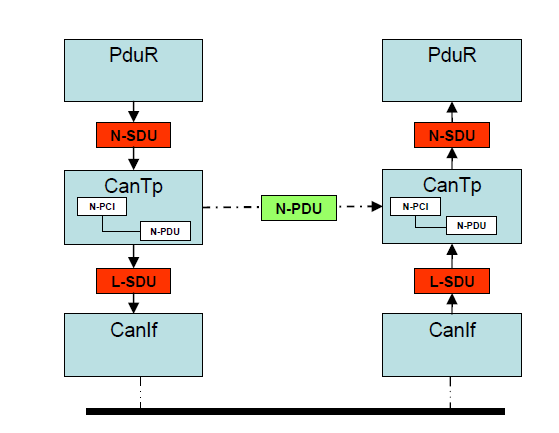 PduR
PduR
N-SDU
N-SDU
CanTp
CanTp
N-PCI
N-PDU
N-PDU
N-PCI
N-PDU
L-SDU
L-SDU
CanIf
CanIf